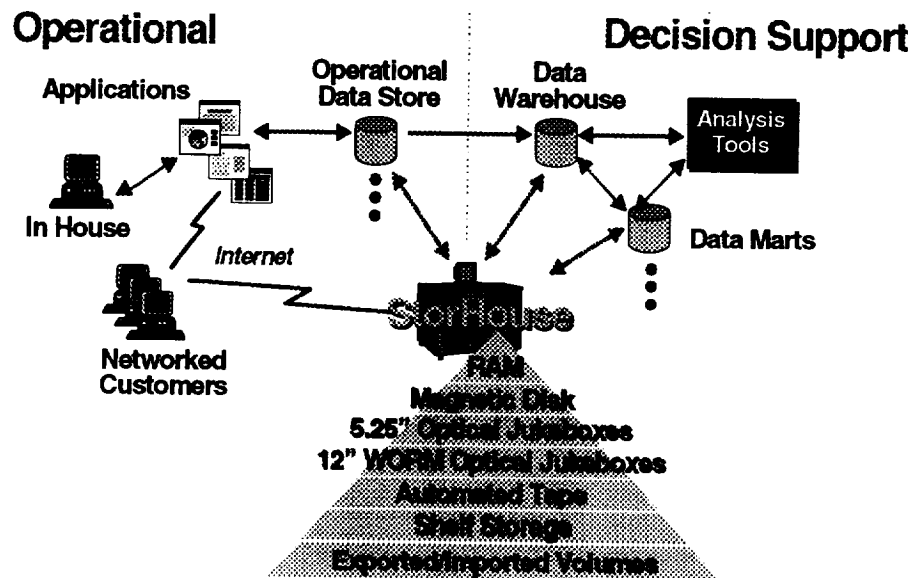 Operational
Decision Support
Applications
Operational
Data Store
Data
Warehouse
Analysis
Tools
In House
Data Marts
Internet
StorHouse
Networked
Customers
RAM
Magnetic Disk
5.25" Optical Jukeboxes
12" WORM Optical Jukeboxes
Automated Tape
Shelf Storage
Exported/Imported Volumes